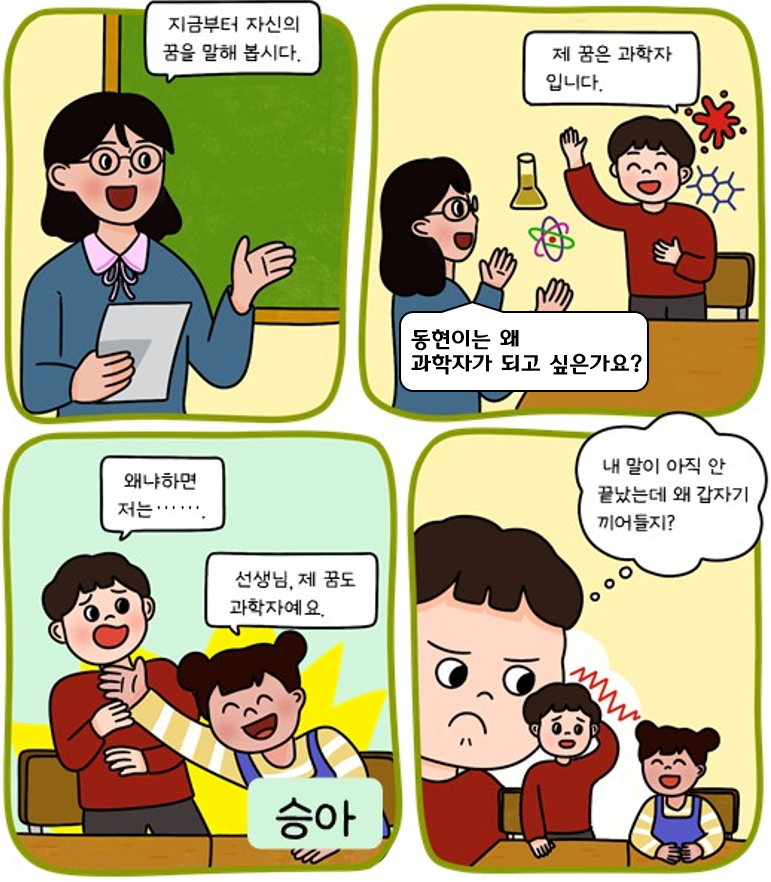 지금부터 자신의
꿈을 말해 봅시다.
제 꿈은 과학자
입니다.
동현이는 왜
과학자가 되고 싶은가요?
왜냐하면
저는…….
선생님, 제 꿈도
과학자예요.
승아
내 말이 아직 안
끝났는데 왜 갑자기
끼어들지?